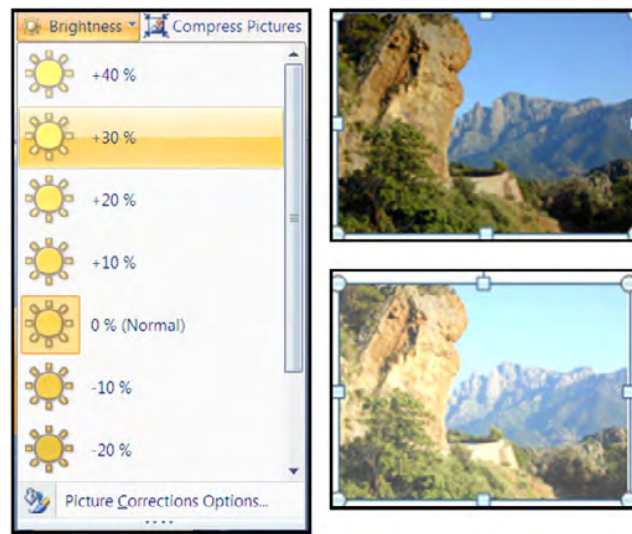 Brightness Compress Pictures
+40 %
+30 %
+20 %
+10 %
0 % (Normal)
-10 %
-20 %
Picture Corrections Options...